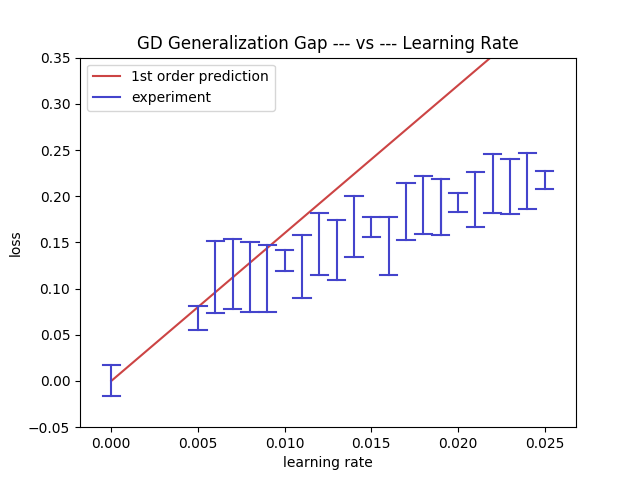 GD Generalization Gap --- vs --- Learning Rate
1st order prediction
experiment
0.35
0.30
0.25
0.20
0.15
0.10
0.05
0.00
−0.05
loss
0.000 0.005 0.010 0.015 0.020 0.025
learning rate